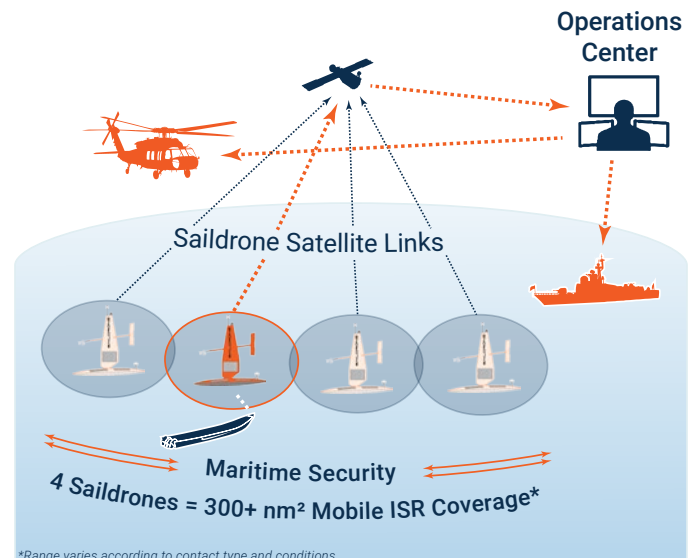 Operations
Center
Saildrone Satellite Links
Maritime Security
4 Saildrones = 300+ nm² Mobile ISR Coverage*
*Range varies according to contact type and conditions